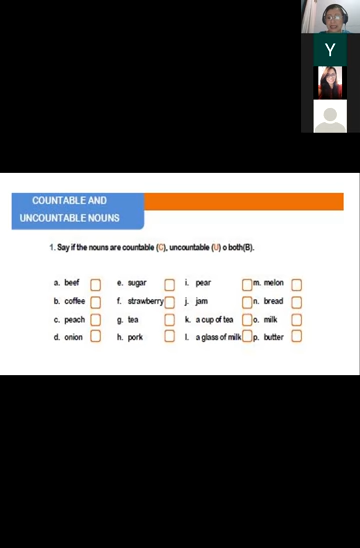 Y
COUNTABLE AND
UNCOUNTABLE NOUNS
1. Say if the nouns are countable (C), uncountable (U) o both(B).
a. beef e. sugar i. pear m. melon
b. coffee f. strawberry j. jam n. bread
c. peach g. tea k. a cup of tea o. milk
d. onion h. pork l. a glass of milk p. butter